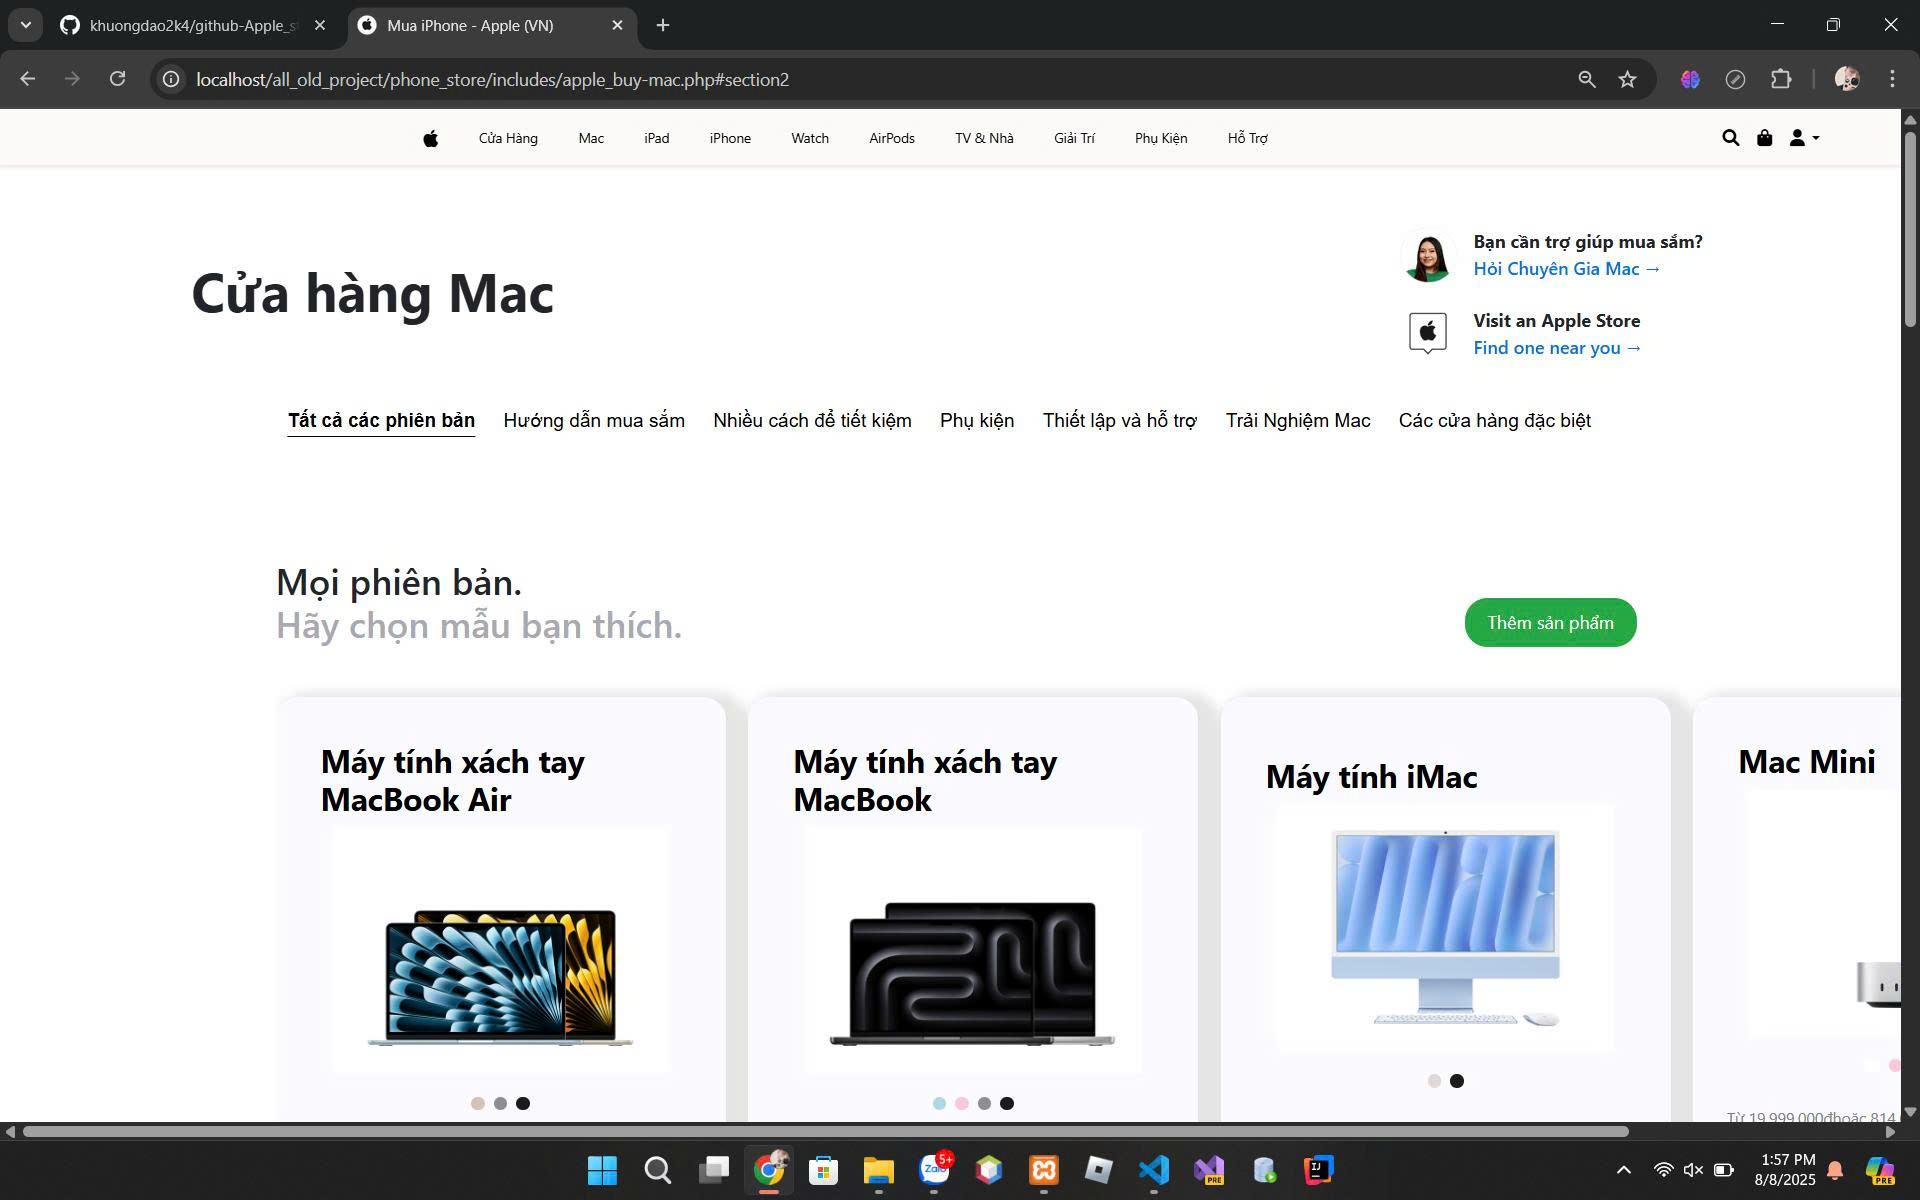 khuongdao2k4/github-Apple_s
Mua iPhone - Apple (VN)
localhost/all_old_project/phone_store/includes/apple_buy-mac.php#section2
Cửa Hàng Mac iPad iPhone Watch AirPods TV & Nhà Giải Trí Phụ Kiện Hỗ Trợ
Bạn cần trợ giúp mua sắm?
Hỏi Chuyên Gia Mac →
Cửa hàng Mac
Visit an Apple Store
Find one near you →
Tất cả các phiên bản Hướng dẫn mua sắm Nhiều cách để tiết kiệm Phụ kiện Thiết lập và hỗ trợ Trải Nghiệm Mac Các cửa hàng đặc biệt
Mọi phiên bản.
Hãy chọn mẫu bạn thích.
Thêm sản phẩm
Máy tính xách tay
MacBook Air
Máy tính xách tay
MacBook
Máy tính iMac
Mac Mini
Từ 19.999.000đhoặc 814.
Zalo
5+
PRE
IJ
1:57 PM
8/8/2025
PRE